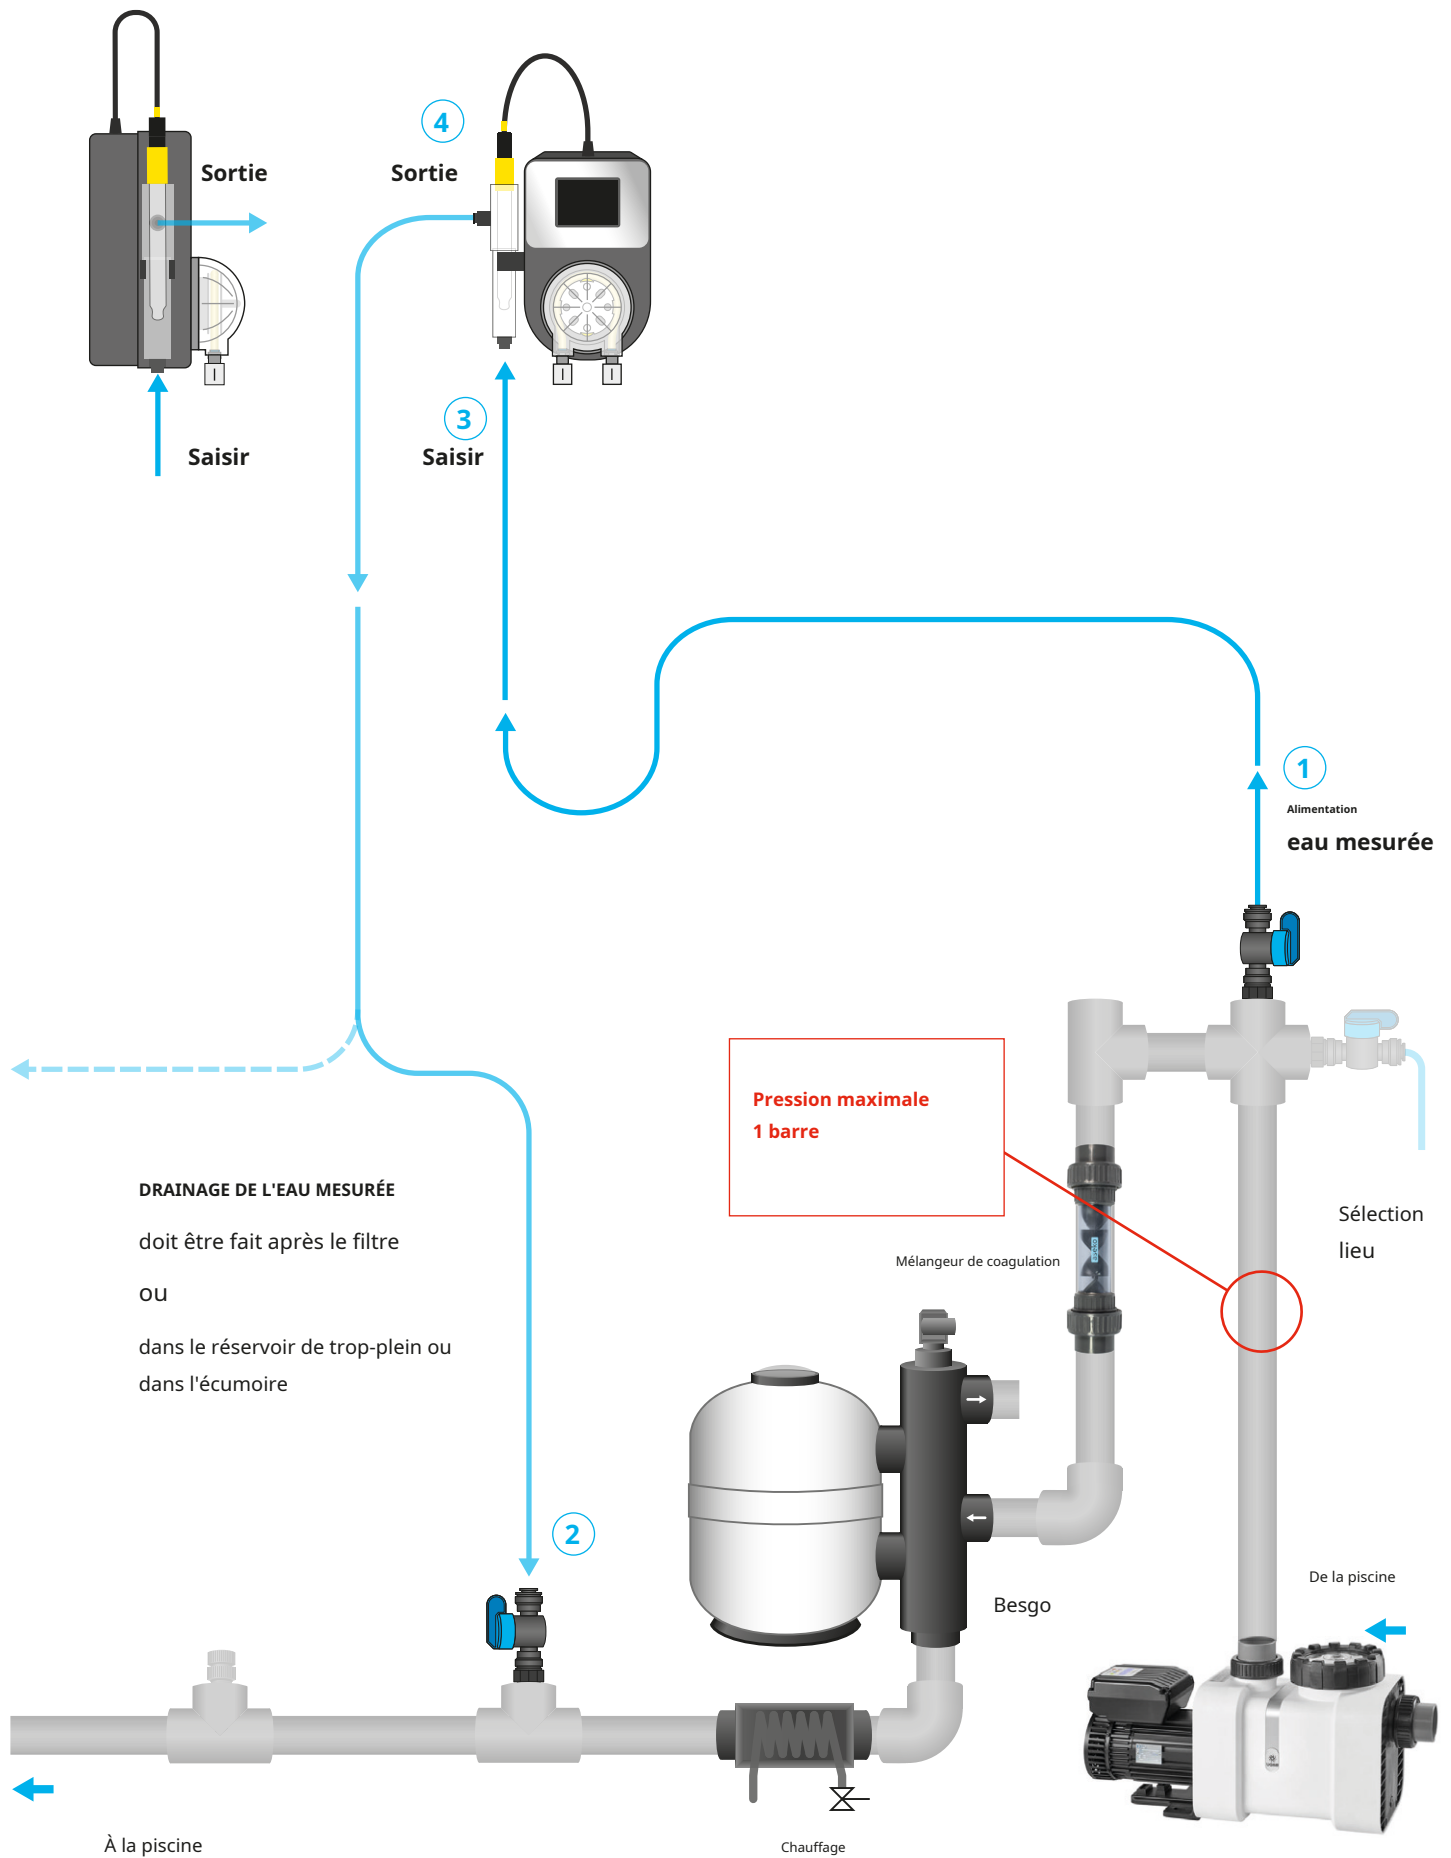 4
Sortie
Sortie
3
Saisir
Saisir
1
Alimentation
eau mesurée
Pression maximale
1 barre
DRAINAGE DE L'EAU MESURÉE
doit être fait après le filtre
ou
dans le réservoir de trop-plein ou
dans l'écumoire
Sélection
lieu
Mélangeur de coagulation
2
De la piscine
Besgo
À la piscine
Chauffage